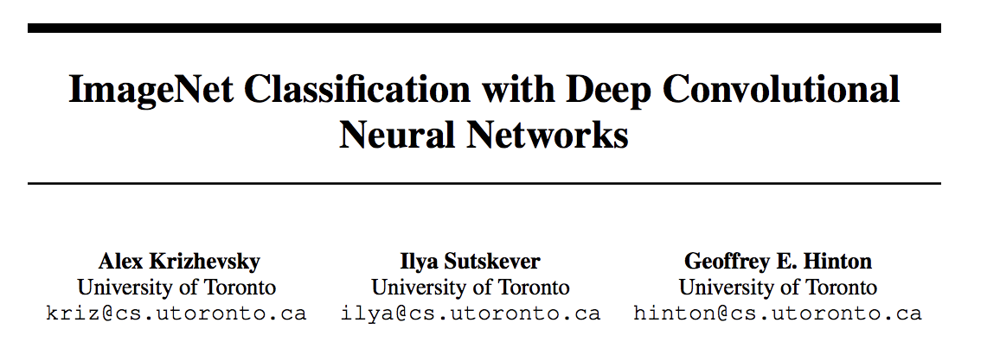 ImageNet Classification with Deep Convolutional
Neural Networks
Alex Krizhevsky
University of Toronto
kriz@cs.utoronto.ca
Ilya Sutskever
University of Toronto
ilya@cs.utoronto.ca
Geoffrey E. Hinton
University of Toronto
hinton@cs.utoronto.ca